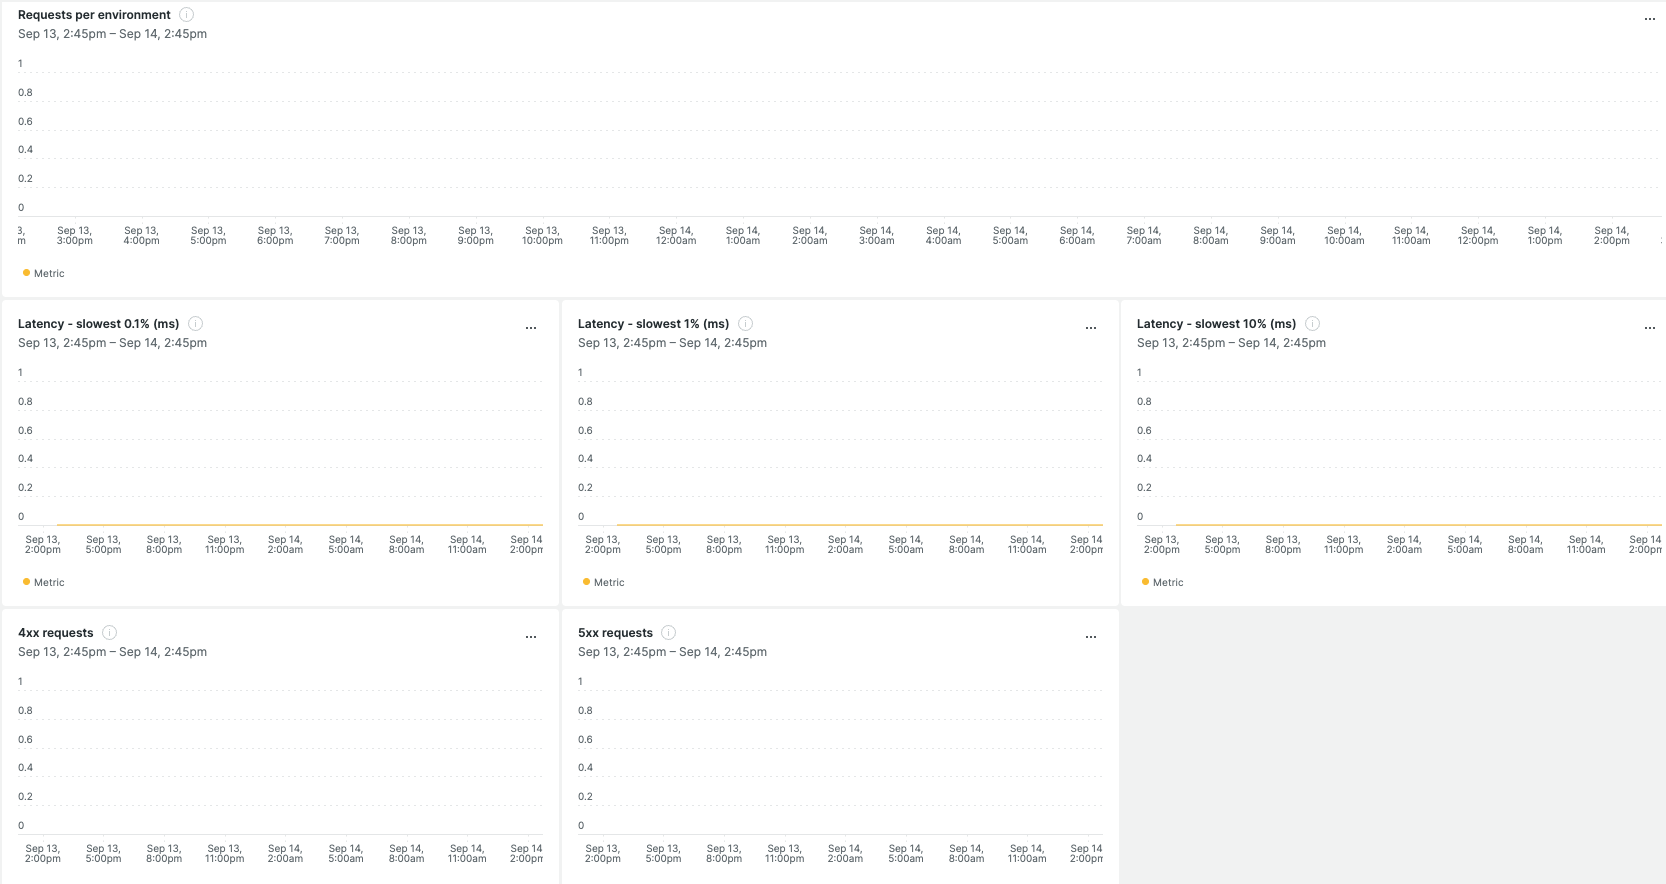 Requests per environment
Sep 13, 2:45pm – Sep 14, 2:45pm
1
0.8
0.6
0.4
0.2
0
3, Sep 13, Sep 13, Sep 13, Sep 13, Sep 13, Sep 13, Sep 13, Sep 13, Sep 13, Sep 14, Sep 14, Sep 14, Sep 14, Sep 14, Sep 14, Sep 14, Sep 14, Sep 14, Sep 14, Sep 14, Sep 14, Sep 14, Sep 14, Sep 14,
m 3:00pm 4:00pm 5:00pm 6:00pm 7:00pm 8:00pm 9:00pm 10:00pm 11:00pm 12:00am 1:00am 2:00am 3:00am 4:00am 5:00am 6:00am 7:00am 8:00am 9:00am 10:00am 11:00am 12:00pm 1:00pm 2:00pm
Metric
Latency - slowest 0.1% (ms)
Sep 13, 2:45pm – Sep 14, 2:45pm
1
0.8
0.6
0.4
0.2
0
Sep 13, Sep 13, Sep 13, Sep 13, Sep 14, Sep 14, Sep 14, Sep 14, Sep 14
2:00pm 5:00pm 8:00pm 11:00pm 2:00am 5:00am 8:00am 11:00am 2:00pm
Metric
Latency - slowest 1% (ms)
Sep 13, 2:45pm – Sep 14, 2:45pm
1
0.8
0.6
0.4
0.2
0
Sep 13, Sep 13, Sep 13, Sep 13, Sep 14, Sep 14, Sep 14, Sep 14, Sep 14
2:00pm 5:00pm 8:00pm 11:00pm 2:00am 5:00am 8:00am 11:00am 2:00pm
Metric
Latency - slowest 10% (ms)
Sep 13, 2:45pm – Sep 14, 2:45pm
1
0.8
0.6
0.4
0.2
0
Sep 13, Sep 13, Sep 13, Sep 13, Sep 14, Sep 14, Sep 14, Sep 14, Sep 14
2:00pm 5:00pm 8:00pm 11:00pm 2:00am 5:00am 8:00am 11:00am 2:00pm
Metric
4xx requests
Sep 13, 2:45pm – Sep 14, 2:45pm
1
0.8
0.6
0.4
0.2
0
Sep 13, Sep 13, Sep 13, Sep 13, Sep 14, Sep 14, Sep 14, Sep 14, Sep 14
2:00pm 5:00pm 8:00pm 11:00pm 2:00am 5:00am 8:00am 11:00am 2:00pm
5xx requests
Sep 13, 2:45pm – Sep 14, 2:45pm
1
0.8
0.6
0.4
0.2
0
Sep 13, Sep 13, Sep 13, Sep 13, Sep 14, Sep 14, Sep 14, Sep 14, Sep 14
2:00pm 5:00pm 8:00pm 11:00pm 2:00am 5:00am 8:00am 11:00am 2:00pm